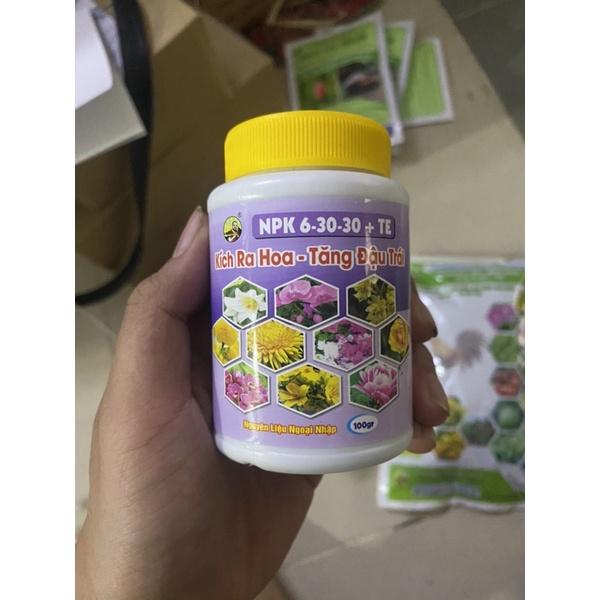 ®
NPK 6-30-30 + TE
Kích Ra Hoa - Tăng Đậu Trái
Nguyên Liệu Ngoại Nhập
100gr